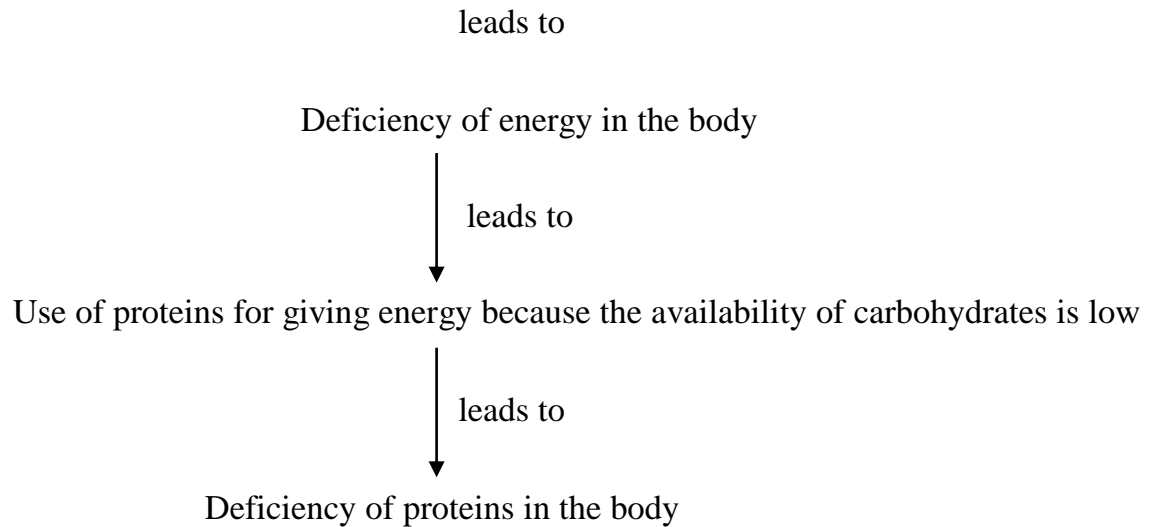 leads to
Deficiency of energy in the body
leads to
Use of proteins for giving energy because the availability of carbohydrates is low
leads to
Deficiency of proteins in the body